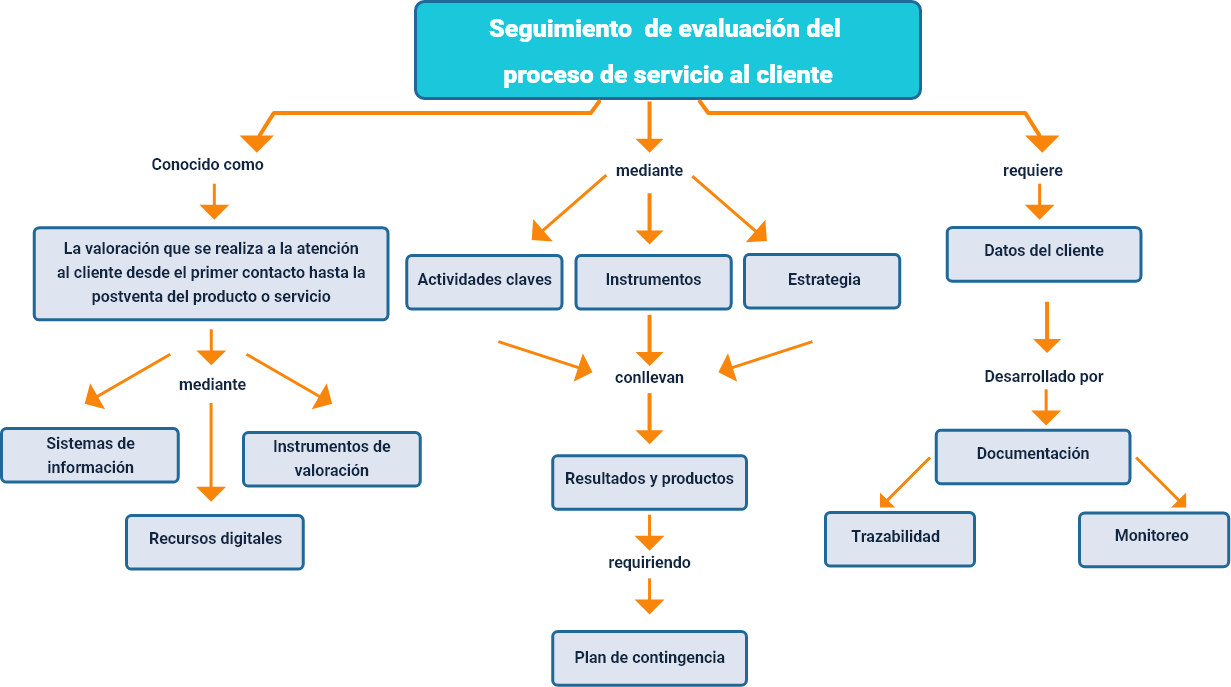 Seguimiento de evaluación del
proceso de servicio al cliente
Conocido como
La valoración que se realiza a la atención
al cliente desde el primer contacto hasta la
postventa del producto o servicio
mediante
Sistemas de
información
Recursos digitales
Instrumentos de
valoración
mediante
Actividades claves
Instrumentos
Estrategia
conllevan
Resultados y productos
requiriendo
Plan de contingencia
requiere
Datos del cliente
Desarrollado por
Documentación
Trazabilidad
Monitoreo